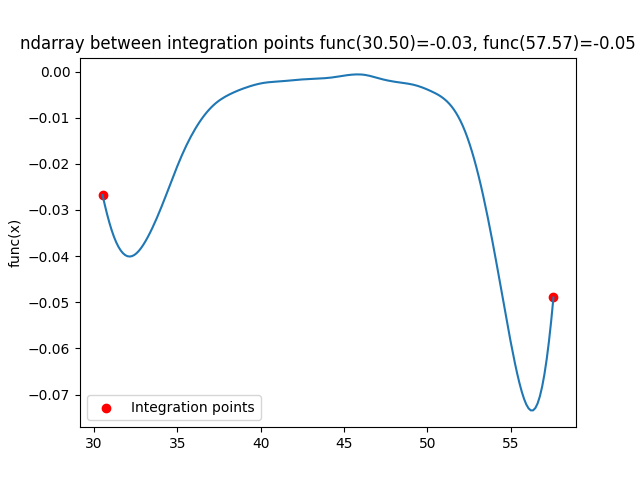 ndarray between integration points func(30.50)=-0.03, func(57.57)=-0.05
0.00
−0.01
−0.02
−0.03
−0.04
−0.05
−0.06
−0.07
func(x)
Integration points
30 35 40 45 50 55